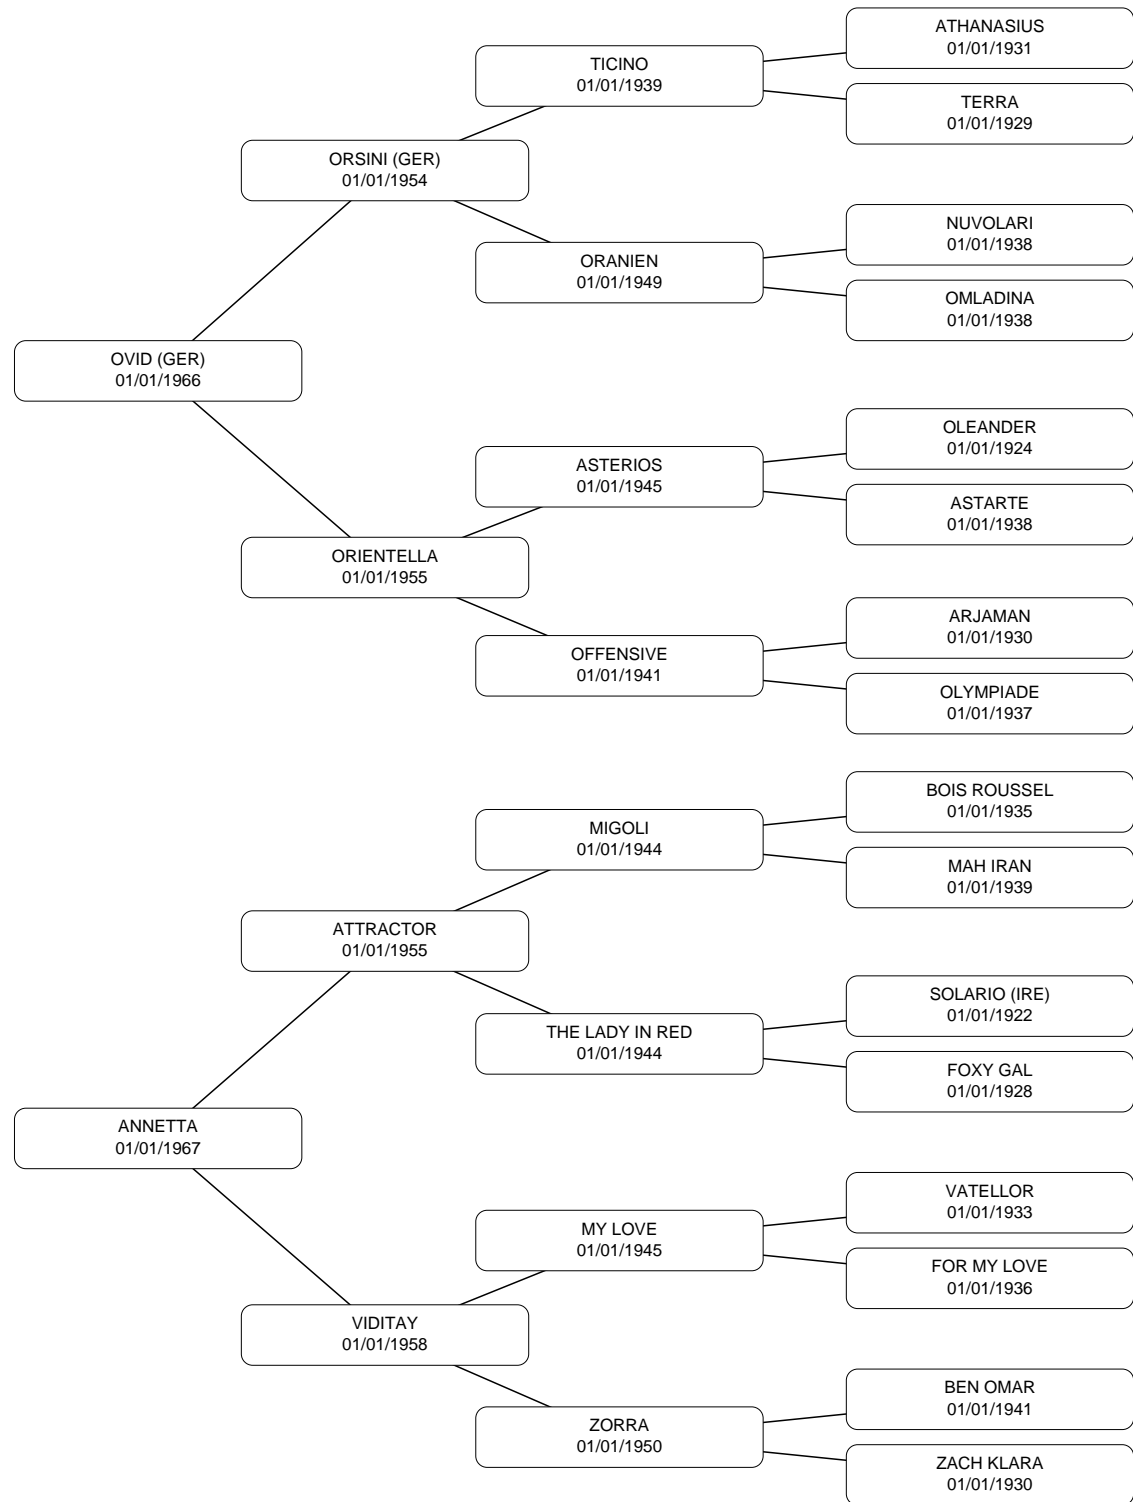 ATHANASIUS
01/01/1931
TICINO
01/01/1939
TERRA
01/01/1929
ORSINI (GER)
01/01/1954
NUVOLARI
01/01/1938
ORANIEN
01/01/1949
OMLADINA
01/01/1938
OVID (GER)
01/01/1966
OLEANDER
01/01/1924
ASTERIOS
01/01/1945
ASTARTE
01/01/1938
ORIENTELLA
01/01/1955
ARJAMAN
01/01/1930
OFFENSIVE
01/01/1941
OLYMPIADE
01/01/1937
BOIS ROUSSEL
01/01/1935
MIGOLI
01/01/1944
MAH IRAN
01/01/1939
ATTRACTOR
01/01/1955
SOLARIO (IRE)
01/01/1922
THE LADY IN RED
01/01/1944
FOXY GAL
01/01/1928
ANNETTA
01/01/1967
VATELLOR
01/01/1933
MY LOVE
01/01/1945
FOR MY LOVE
01/01/1936
VIDITAY
01/01/1958
BEN OMAR
01/01/1941
ZORRA
01/01/1950
ZACH KLARA
01/01/1930